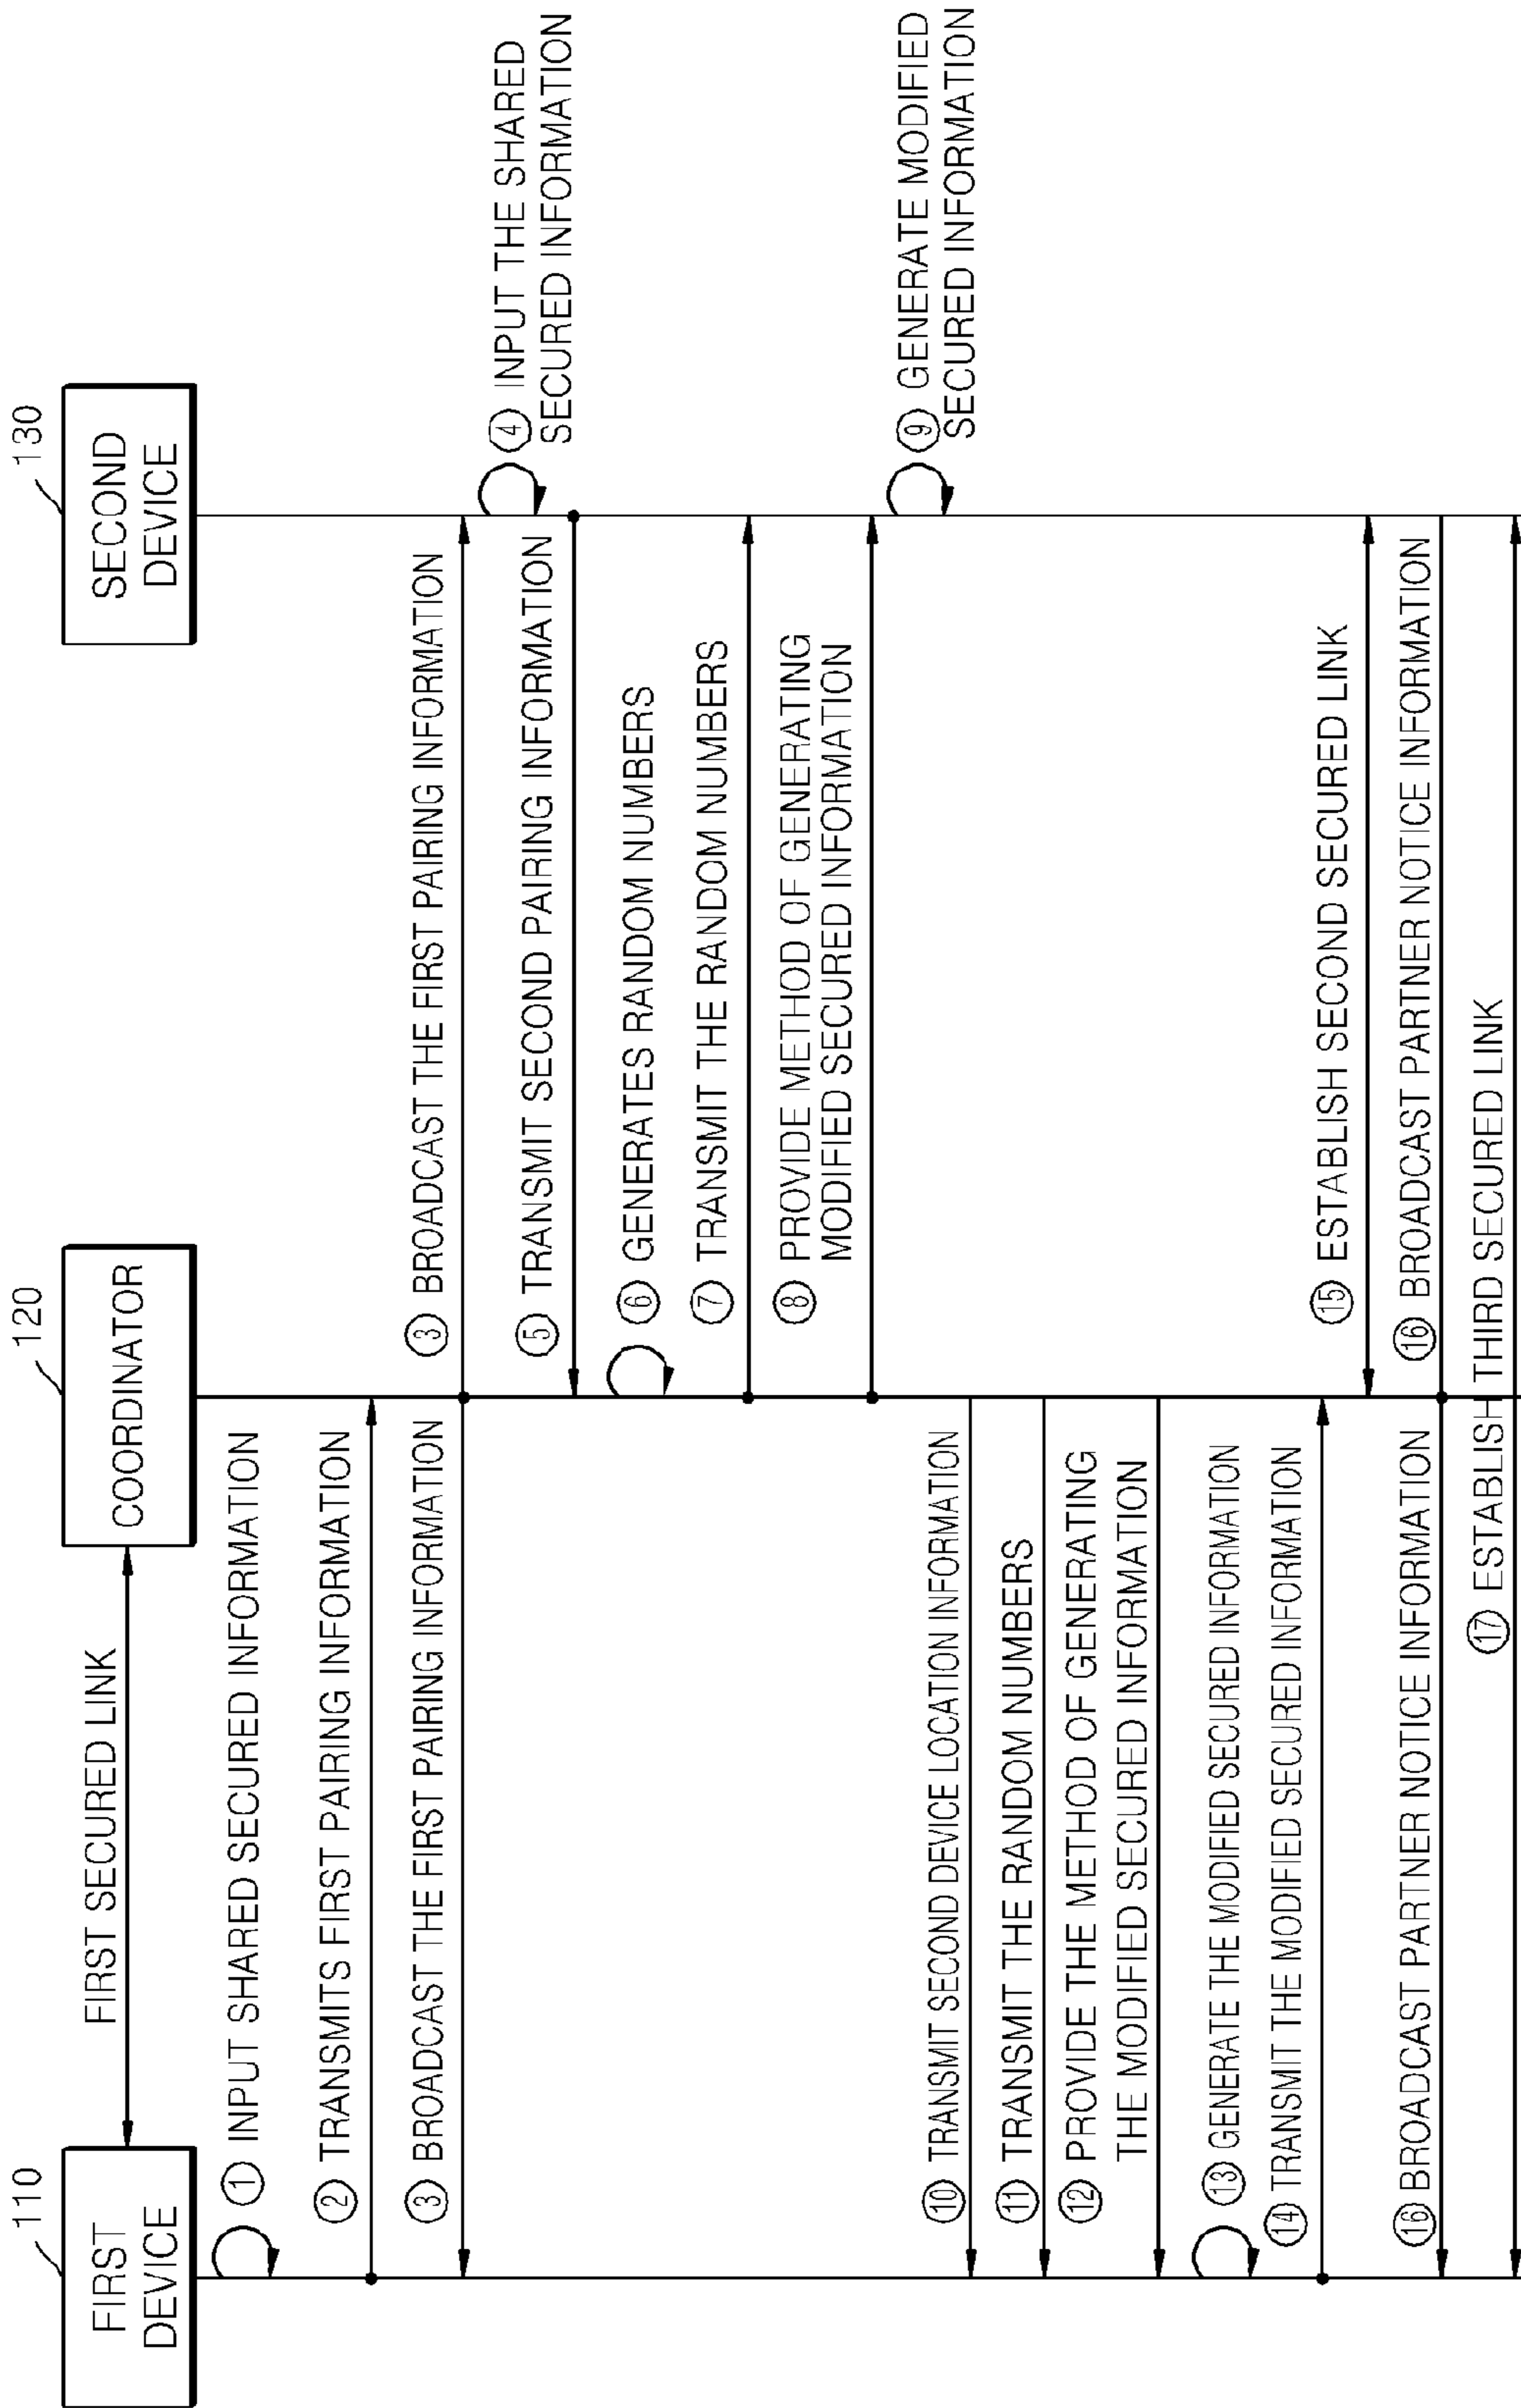 110
FIRST
DEVICE
FIRST SECURED LINK
120
COORDINATOR
130
SECOND
DEVICE
① INPUT SHARED SECURED INFORMATION
② TRANSMITS FIRST PAIRING INFORMATION
③ BROADCAST THE FIRST PAIRING INFORMATION
③ BROADCAST THE FIRST PAIRING INFORMATION
④ INPUT THE SHARED
SECURED INFORMATION
⑤ TRANSMIT SECOND PAIRING INFORMATION
⑥ GENERATES RANDOM NUMBERS
⑦ TRANSMIT THE RANDOM NUMBERS
⑧ PROVIDE METHOD OF GENERATING
MODIFIED SECURED INFORMATION
⑨ GENERATE MODIFIED
SECURED INFORMATION
⑩ TRANSMIT SECOND DEVICE LOCATION INFORMATION
⑪ TRANSMIT THE RANDOM NUMBERS
⑫ PROVIDE THE METHOD OF GENERATING
THE MODIFIED SECURED INFORMATION
⑬ GENERATE THE MODIFIED SECURED INFORMATION
⑭ TRANSMIT THE MODIFIED SECURED INFORMATION
⑮ ESTABLISH SECOND SECURED LINK
⑯ BROADCAST PARTNER NOTICE INFORMATION
⑯ BROADCAST PARTNER NOTICE INFORMATION
⑰ ESTABLISH THIRD SECURED LINK